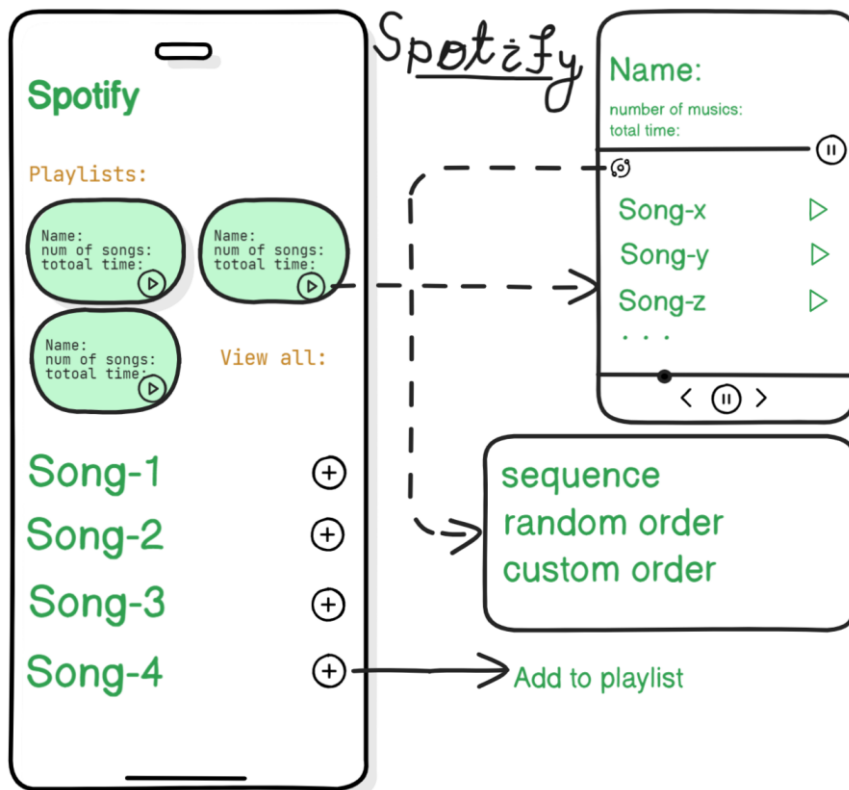 Spotify
Spotify
Playlists:
Name:
num of songs:
totoal time:
Name:
num of songs:
totoal time:
Name:
num of songs:
totoal time:
View all:
Song-1
Song-2
Song-3
Song-4
Name:
number of musics:
total time:
Song-x
Song-y
Song-z
. . .
sequence
random order
custom order
Add to playlist